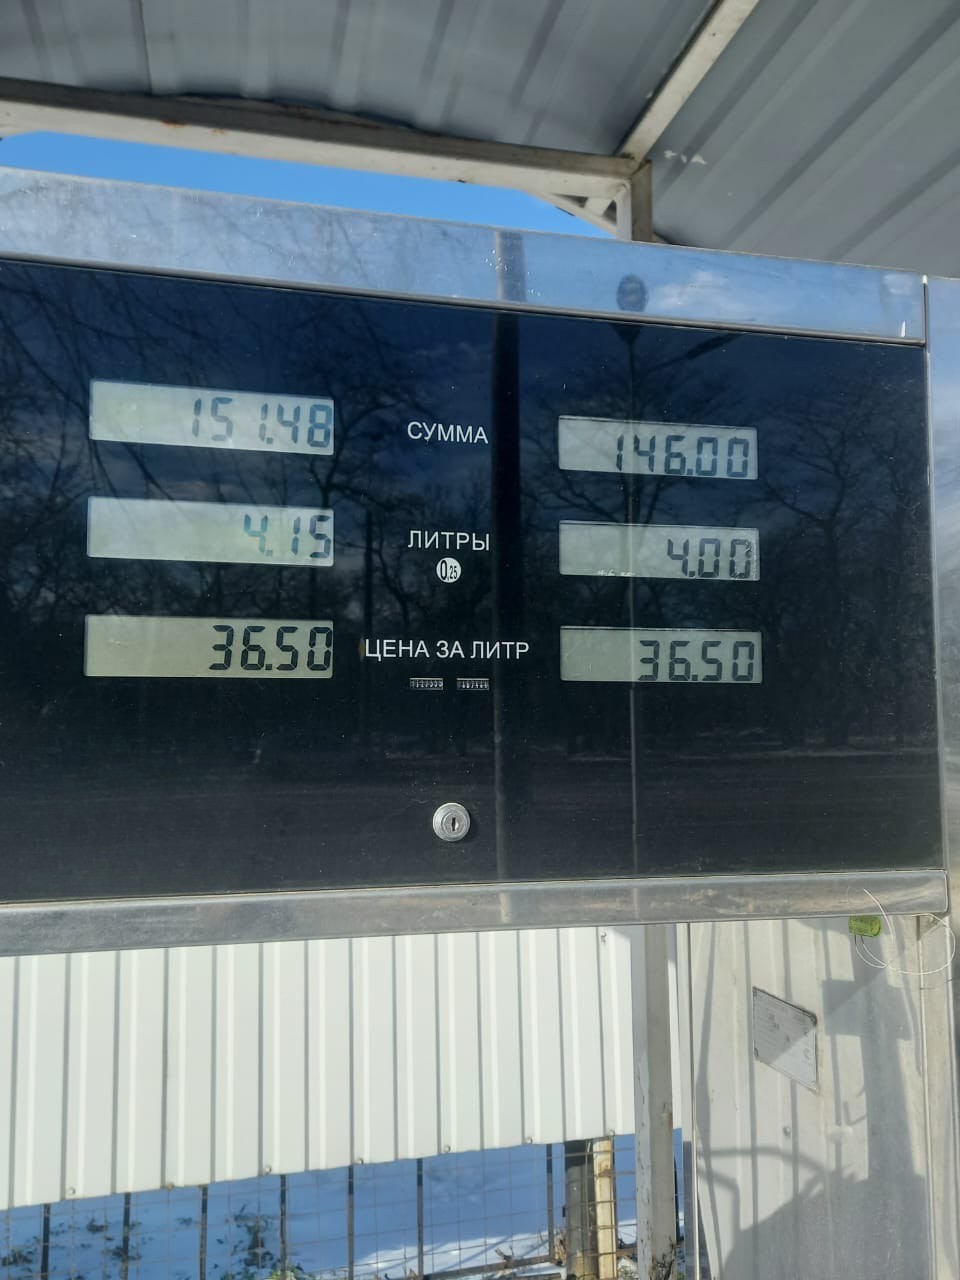 151.48 СУММА 146.00
4.15 ЛИТРЫ 4.00
0,25
36.50 ЦЕНА ЗА ЛИТР 36.50